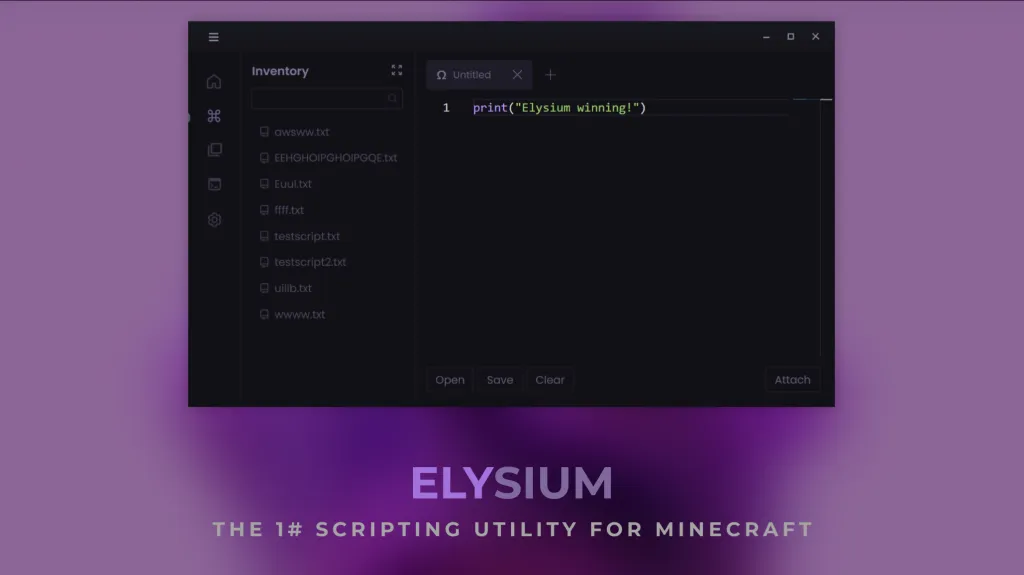 Inventory
awsww.txt
EEHGHOIPGHOIPGQE.txt
Euui.txt
ffff.txt
testscript.txt
testscript2.txt
uilib.txt
wwww.txt
Untitled
1 print("Elysium winning!")
Open Save Clear Attach
ELYSIUM
THE 1# SCRIPTING UTILITY FOR MINECRAFT